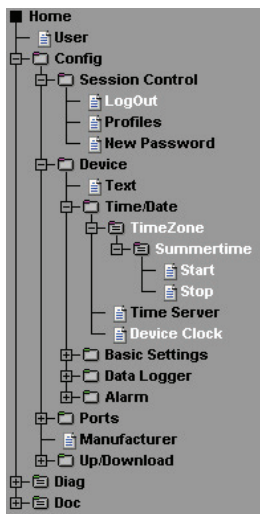 Home
User
Config
Session Control
LogOut
Profiles
New Password
Device
Text
Time/Date
TimeZone
Summertime
Start
Stop
Time Server
Device Clock
Basic Settings
Data Logger
Alarm
Ports
Manufacturer
Up/Download
Diag
Doc